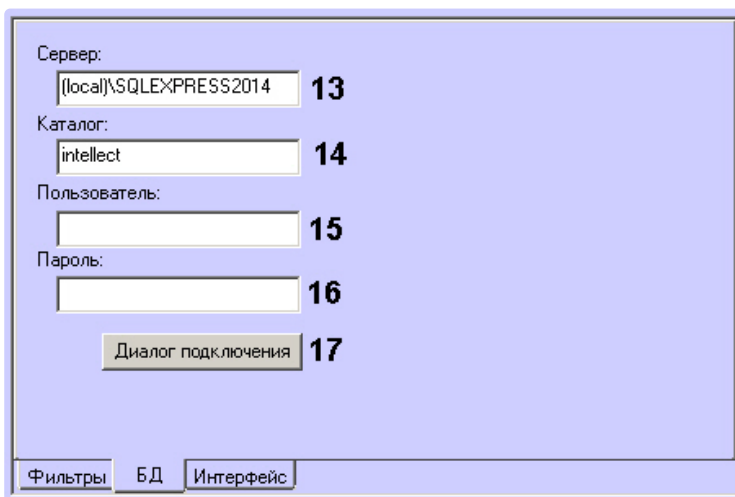 Сервер:
(local)\SQLEXPRESS2014 13
Каталог:
intellect 14
Пользователь:
15
Пароль:
16
Диалог подключения 17
Фильтры БД Интерфейс